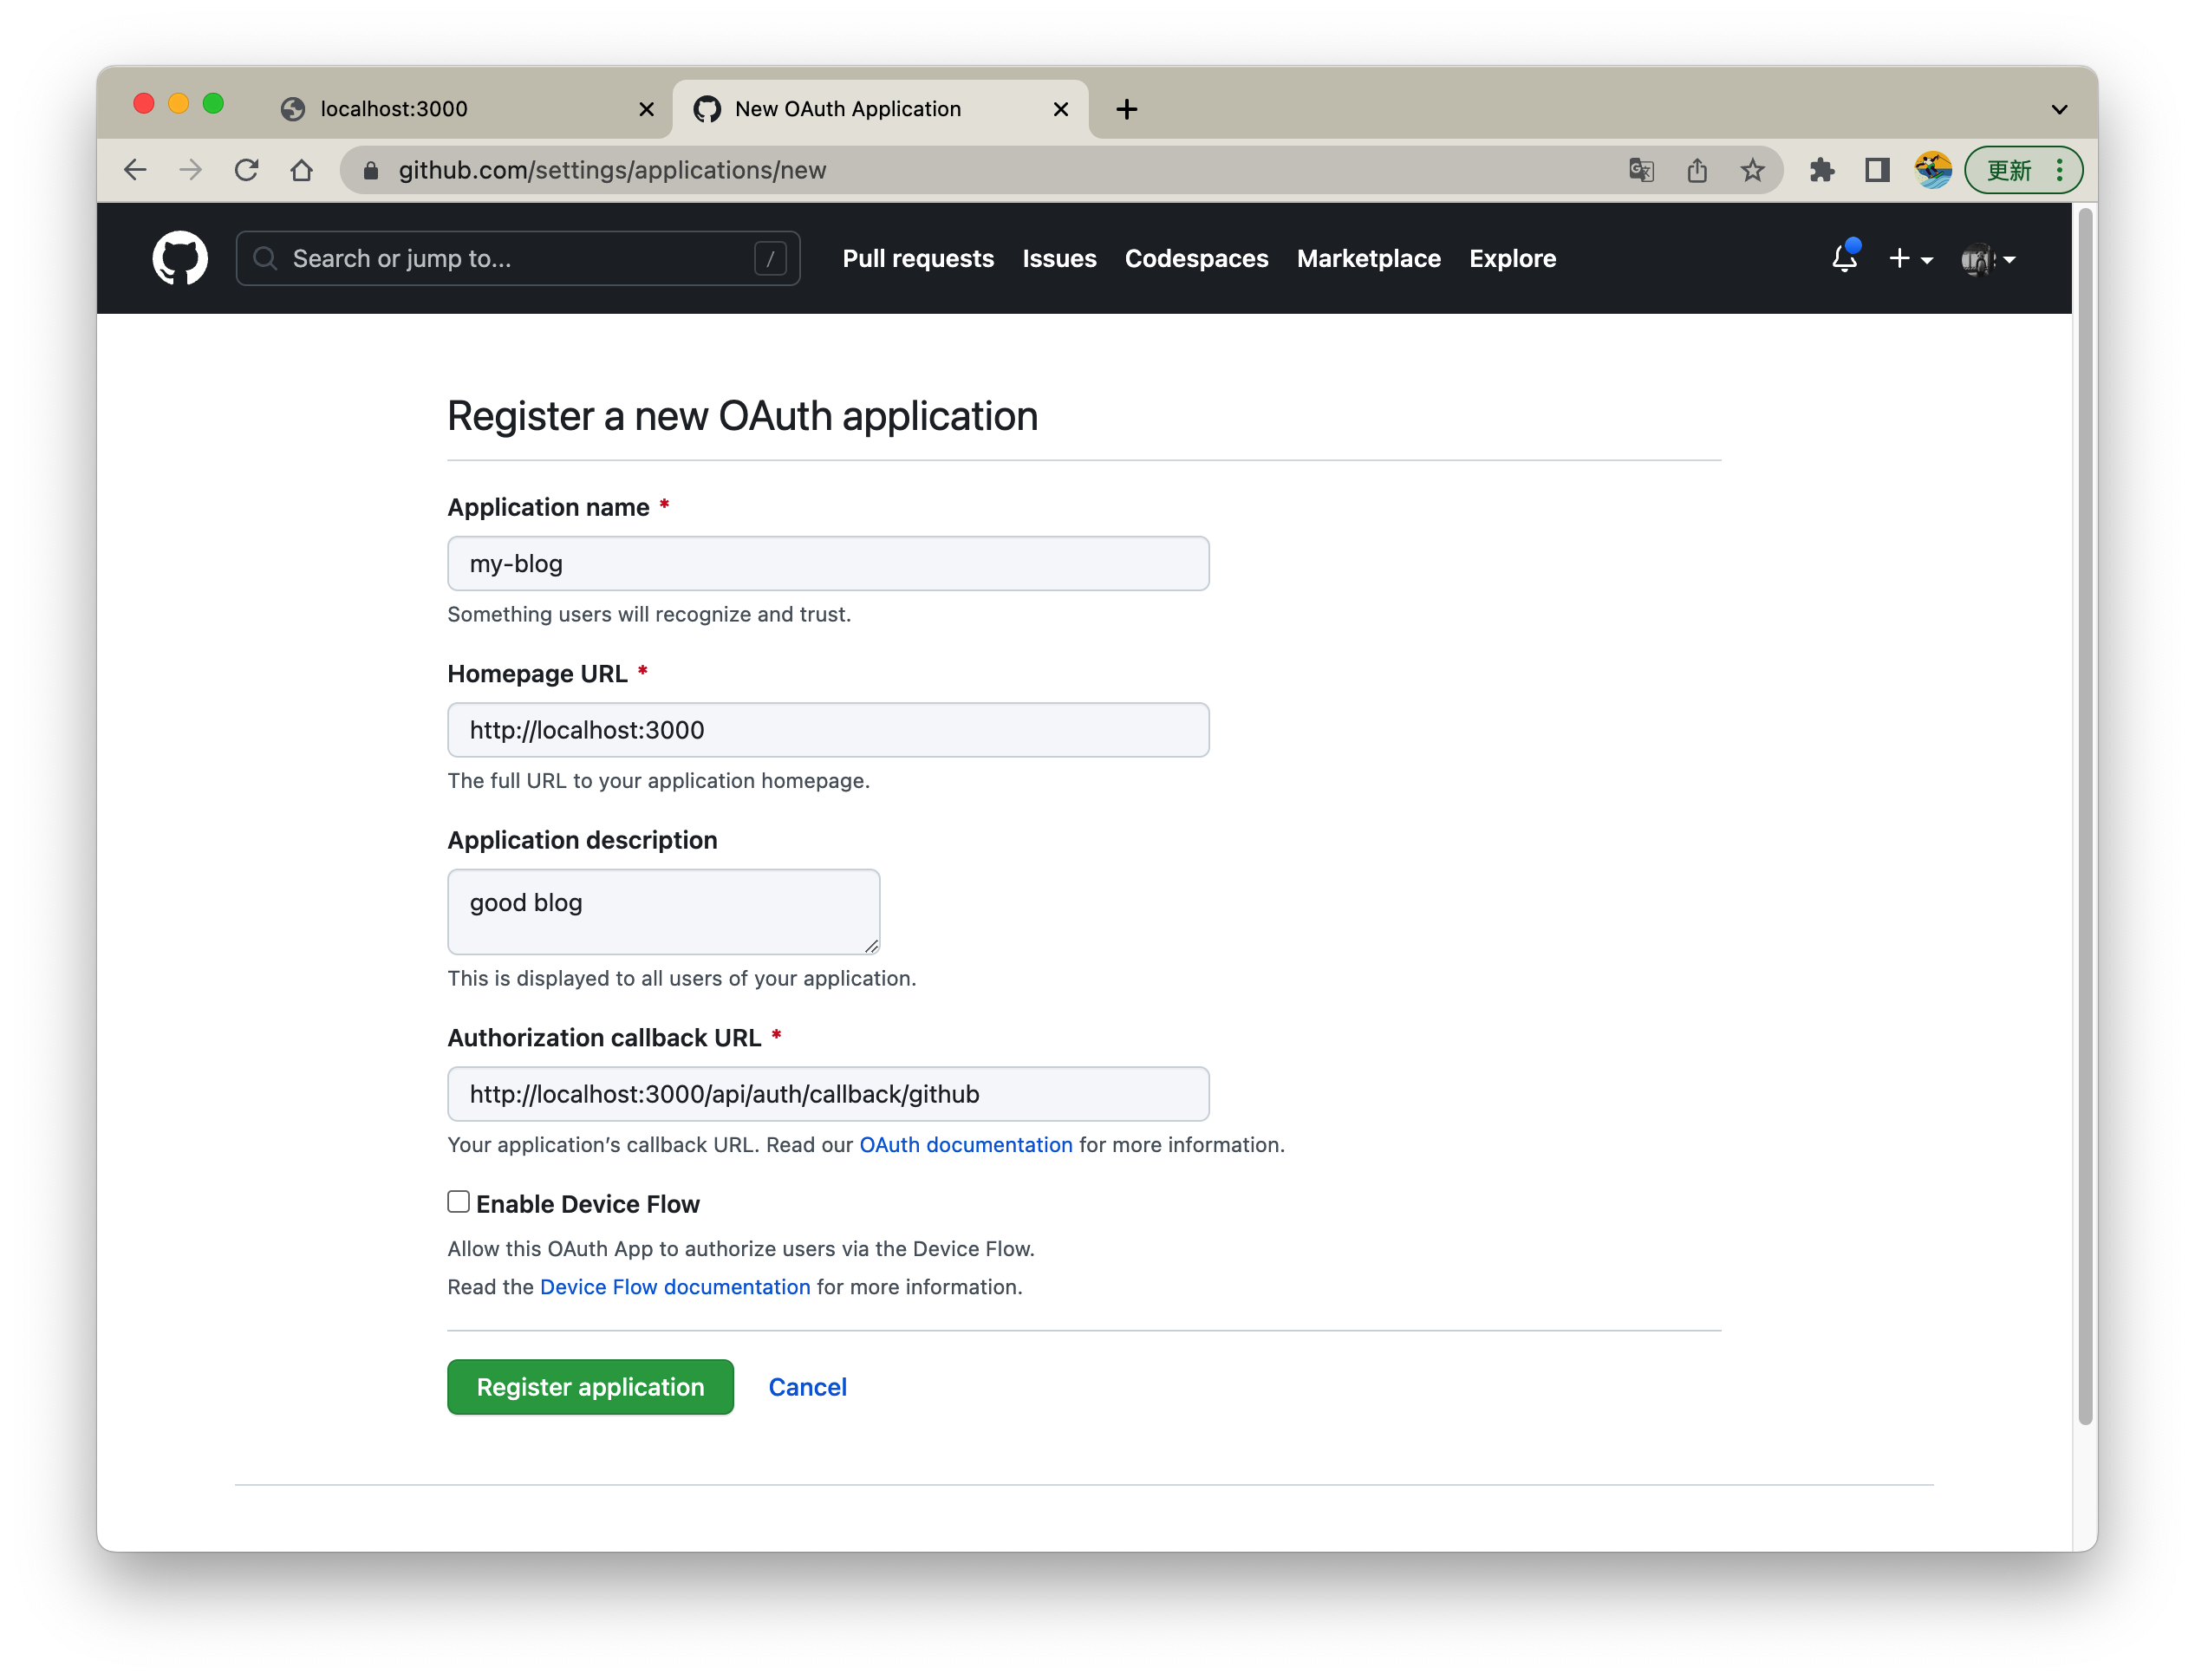 localhost:3000
New OAuth Application
github.com/settings/applications/new
更新
Search or jump to...
/
Pull requests
Issues
Codespaces
Marketplace
Explore
Register a new OAuth application
Application name *
my-blog
Something users will recognize and trust.
Homepage URL *
http://localhost:3000
The full URL to your application homepage.
Application description
good blog
This is displayed to all users of your application.
Authorization callback URL *
http://localhost:3000/api/auth/callback/github
Your application’s callback URL. Read our OAuth documentation for more information.
Enable Device Flow
Allow this OAuth App to authorize users via the Device Flow.
Read the Device Flow documentation for more information.
Register application
Cancel